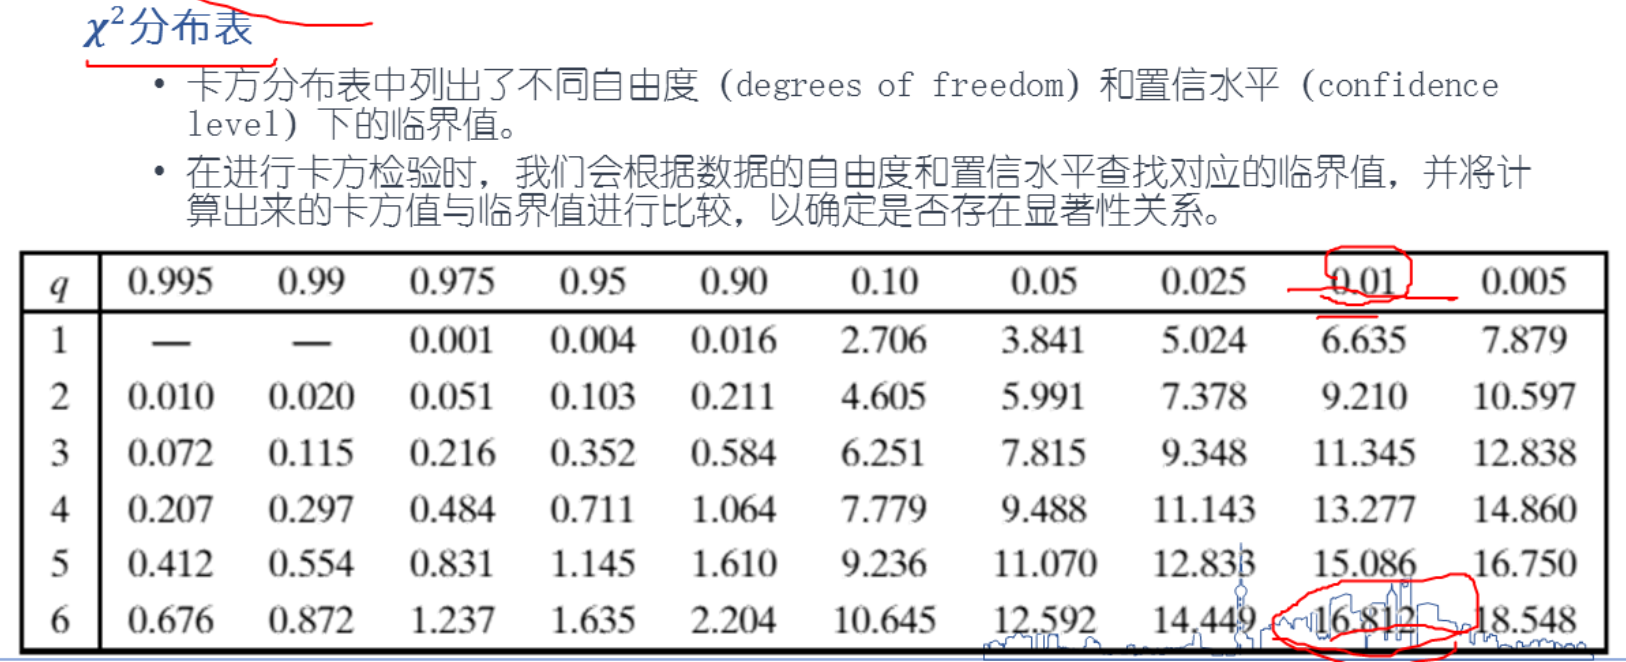 χ²分布表
• 卡方分布表中列出了不同自由度（degrees of freedom）和置信水平（confidence
level）下的临界值。
• 在进行卡方检验时，我们会根据数据的自由度和置信水平查找对应的临界值，并将计
算出来的卡方值与临界值进行比较，以确定是否存在显著性关系。
q 0.995 0.99 0.975 0.95 0.90 0.10 0.05 0.025 0.01 0.005
1 — — 0.001 0.004 0.016 2.706 3.841 5.024 6.635 7.879
2 0.010 0.020 0.051 0.103 0.211 4.605 5.991 7.378 9.210 10.597
3 0.072 0.115 0.216 0.352 0.584 6.251 7.815 9.348 11.345 12.838
4 0.207 0.297 0.484 0.711 1.064 7.779 9.488 11.143 13.277 14.860
5 0.412 0.554 0.831 1.145 1.610 9.236 11.070 12.833 15.086 16.750
6 0.676 0.872 1.237 1.635 2.204 10.645 12.592 14.449 16.812 18.548